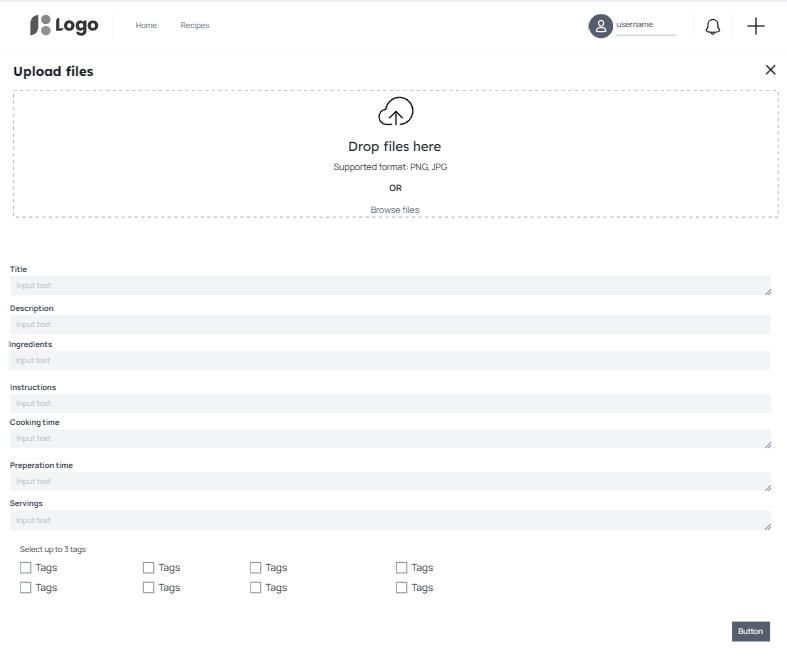 Logo Home Recipes username
Upload files
Drop files here
Supported format: PNG, JPG
OR
Browse files
Title
Input text
Description
Input text
Ingredients
Input text
Instructions
Input text
Cooking time
Input text
Preperation time
Input text
Servings
Input text
Select up to 3 tags
Tags Tags Tags Tags
Tags Tags Tags Tags
Button